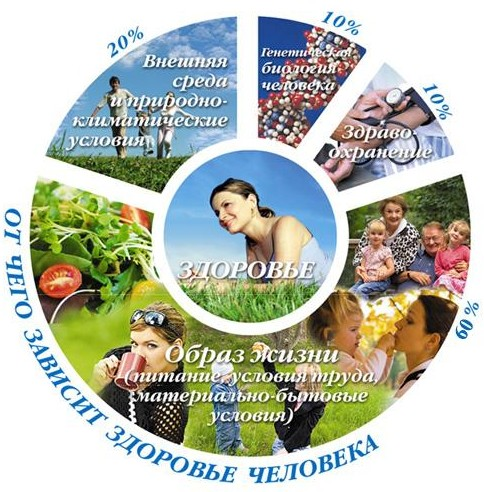 20%
Внешняя
среда
и природно-
климатические
условия
10%
Генетическая
биология
человека
10%
Здраво-
охранение
ЗДОРОВЬЕ
60 %
Образ жизни
(питание, условия труда,
материально-бытовые
условия)
ОТ ЧЕГО ЗАВИСИТ ЗДОРОВЬЕ ЧЕЛОВЕКА